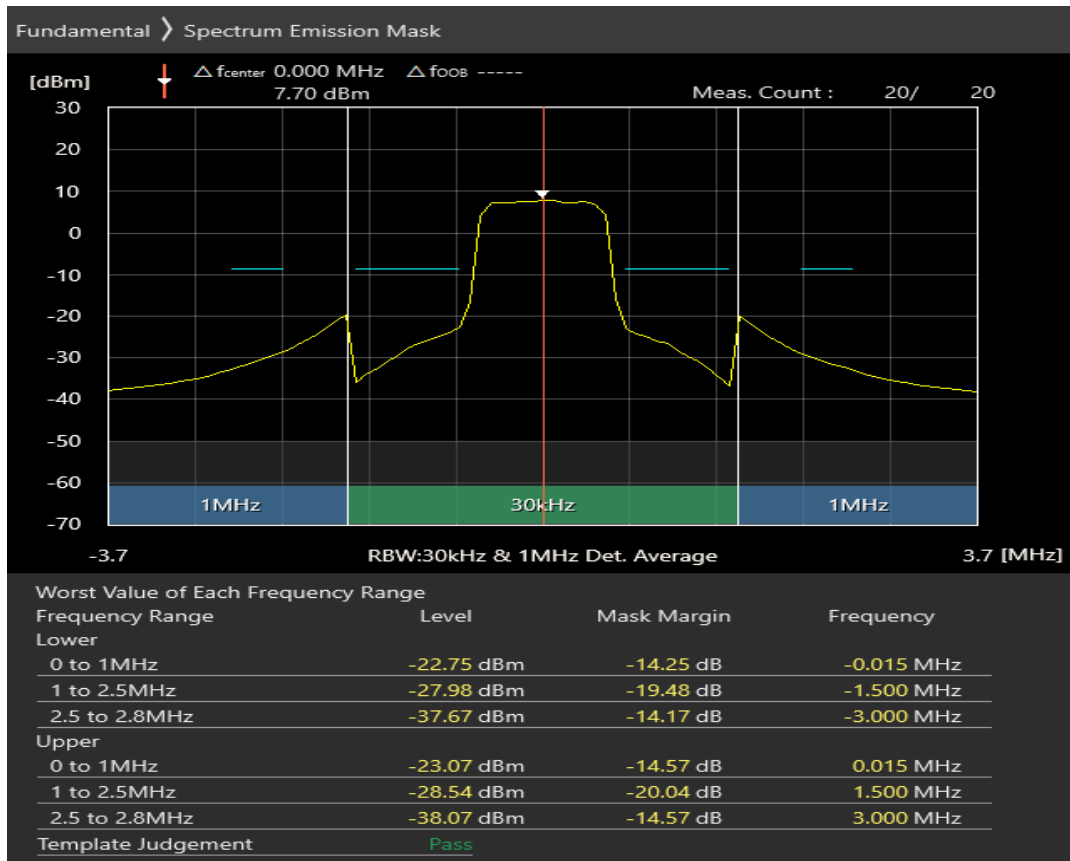 Fundamental 〉 Spectrum Emission Mask
[dBm] △ fcenter 0.000 MHz △ fOOB -----
7.70 dBm Meas. Count : 20/ 20
30
20
10
0
-10
-20
-30
-40
-50
-60
1MHz 30kHz 1MHz
-70
-3.7 RBW:30kHz & 1MHz Det. Average 3.7 [MHz]
Worst Value of Each Frequency Range
Frequency Range Level Mask Margin Frequency
Lower
0 to 1MHz -22.75 dBm -14.25 dB -0.015 MHz
1 to 2.5MHz -27.98 dBm -19.48 dB -1.500 MHz
2.5 to 2.8MHz -37.67 dBm -14.17 dB -3.000 MHz
Upper
0 to 1MHz -23.07 dBm -14.57 dB 0.015 MHz
1 to 2.5MHz -28.54 dBm -20.04 dB 1.500 MHz
2.5 to 2.8MHz -38.07 dBm -14.57 dB 3.000 MHz
Template Judgement Pass